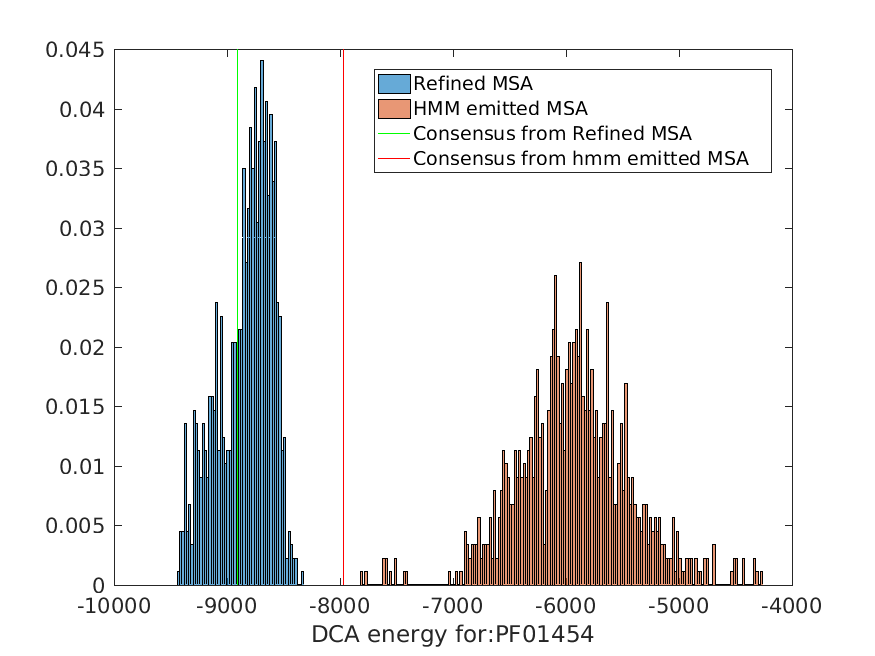 0.045
0.04
0.035
0.03
0.025
0.02
0.015
0.01
0.005
0
Refined MSA
HMM emitted MSA
Consensus from Refined MSA
Consensus from hmm emitted MSA
-10000 -9000 -8000 -7000 -6000 -5000 -4000
DCA energy for:PF01454